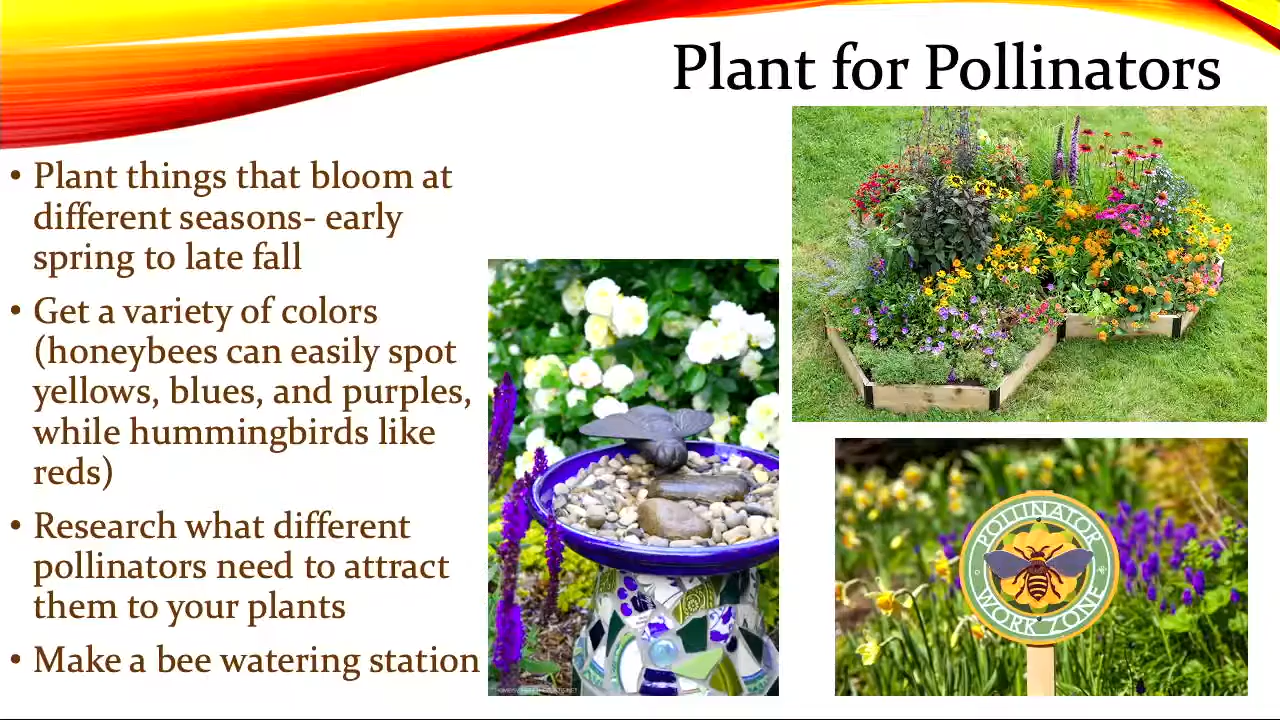 Plant for Pollinators
• Plant things that bloom at
different seasons- early
spring to late fall
• Get a variety of colors
(honeybees can easily spot
yellows, blues, and purples,
while hummingbirds like
reds)
• Research what different
pollinators need to attract
them to your plants
• Make a bee watering station
POLLINATOR
WORK ZONE